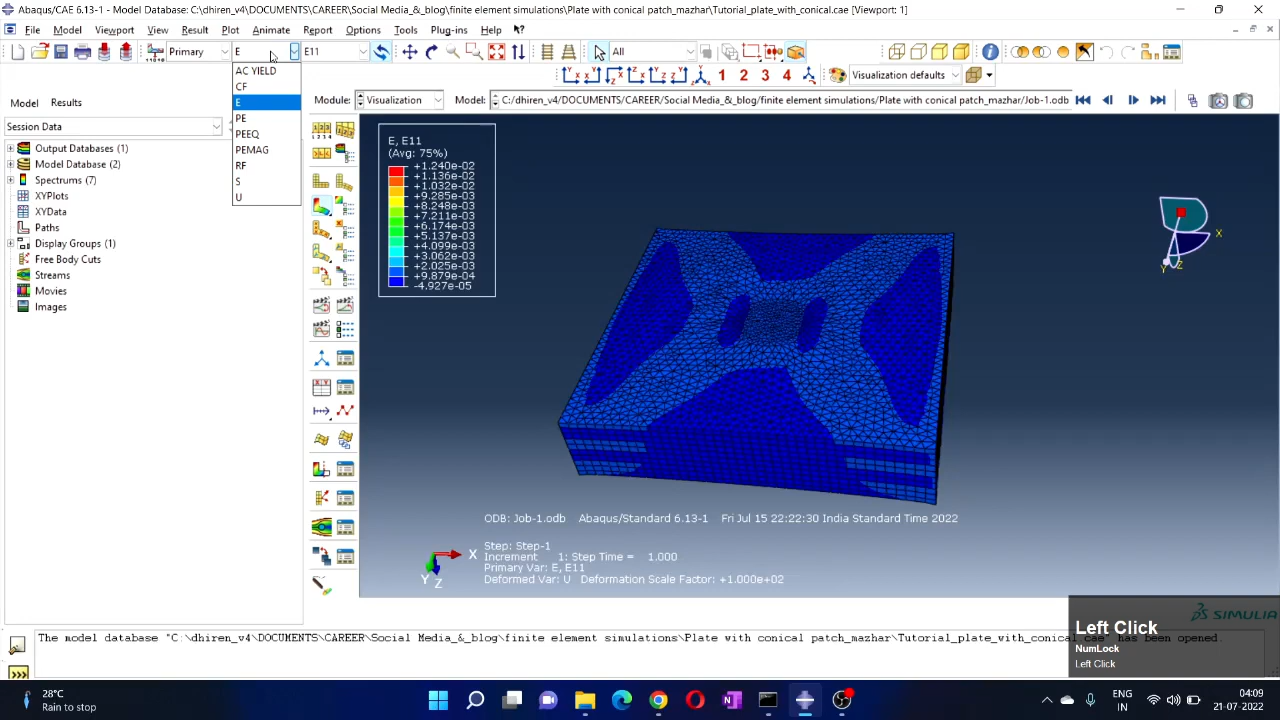 Abaqus/CAE 6.13-1 - Model Database: C:\dhiren_v4\DOCUMENTS\CAREER\Social Media_&_blog\finite element simulations\Plate with conical patch_mazhar\Tutorial_plate_with_conical.cae [Viewport: 1]
File Model Viewport View Result Plot Animate Report Options Tools Plug-ins Help
Primary E E11 All
AC YIELD
CF
E
PE
PEEQ
PEMAG
RF
S
U
1 2 3 4 Visualization defaults
Model Results
Module: Visualization Model: C:/dhiren_v4/DOCUMENTS/CAREER/Social Media_&_blog/finite element simulations/Plate with conical patch_mazhar/Job-1.odb
Session Data
Output Databases (1)
Model Database (2)
Spectrums (7)
XYPlots
XYData
Paths
Display Groups (1)
Free Body Cuts
Streams
Movies
Images
E, E11
(Avg: 75%)
+1.240e-02
+1.136e-02
+1.032e-02
+9.285e-03
+8.248e-03
+7.211e-03
+6.174e-03
+5.137e-03
+4.099e-03
+3.062e-03
+2.025e-03
+9.879e-04
-4.927e-05
X
Y Z
ODB: Job-1.odb Abaqus/Standard 6.13-1 Fri Jul 15 22:22:30 India Standard Time 2022
Step: Step-1
Increment 1: Step Time = 1.000
Primary Var: E, E11
Deformed Var: U Deformation Scale Factor: +1.000e+02
X
Y Z
SIMULIA
The model database "C:\dhiren_v4\DOCUMENTS\CAREER\Social Media_&_blog\finite element simulations\Plate with conical patch_mazhar\Tutorial_plate_with_conical.cae" has been opened.
Left Click
NumLock
Left Click
>>>
28°C
Rain to stop
ENG
IN
04:09
21-07-2022